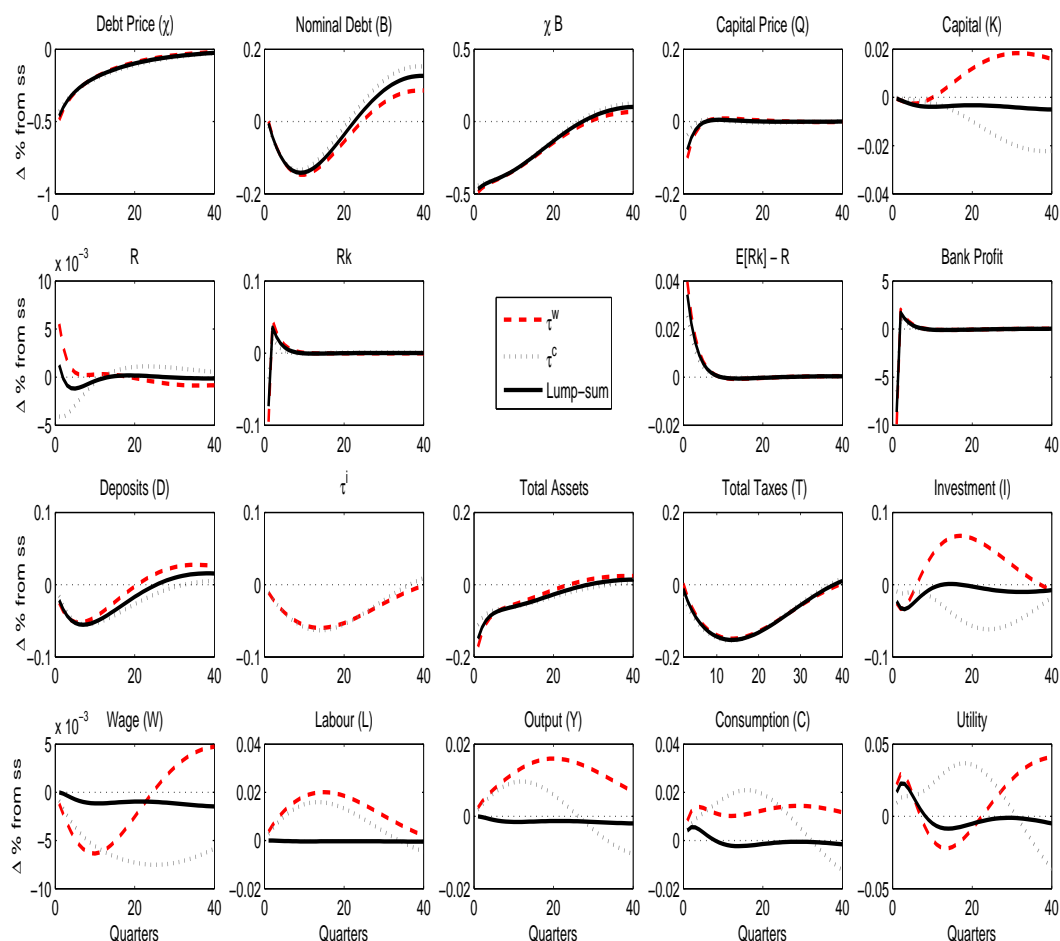 Debt Price (χ) Nominal Debt (B) χ B Capital Price (Q) Capital (K)
0 0.2 0.5 0.2 0.02
Δ % from ss −0.5 0 0 0 0
−0.02
−1 −0.2 −0.5 −0.2 −0.04
0 20 40 0 20 40 0 20 40 0 20 40 0 20 40
x 10⁻³ R Rk E[Rk] − R Bank Profit
10 0.1 0.04 5
Δ % from ss 5 0.02 0
0 0 τʷ 0 −5
τᶜ
Lump−sum
−5 −0.1 −0.02 −10
0 20 40 0 20 40 0 20 40 0 20 40
Deposits (D) τⁱ Total Assets Total Taxes (T) Investment (I)
0.1 0.1 0.2 0.2 0.1
Δ % from ss 0 0 0 0 0
−0.1 −0.1 −0.2 −0.2 −0.1
0 20 40 0 20 40 0 20 40 10 20 30 40 0 20 40
x 10⁻³ Wage (W) Labour (L) Output (Y) Consumption (C) Utility
5 0.04 0.02 0.04 0.05
Δ % from ss 0 0.02 0 0.02 0
−5 0 0
−10 −0.02 −0.02 −0.02 −0.05
0 20 40 0 20 40 0 20 40 0 20 40 0 20 40
Quarters Quarters Quarters Quarters Quarters